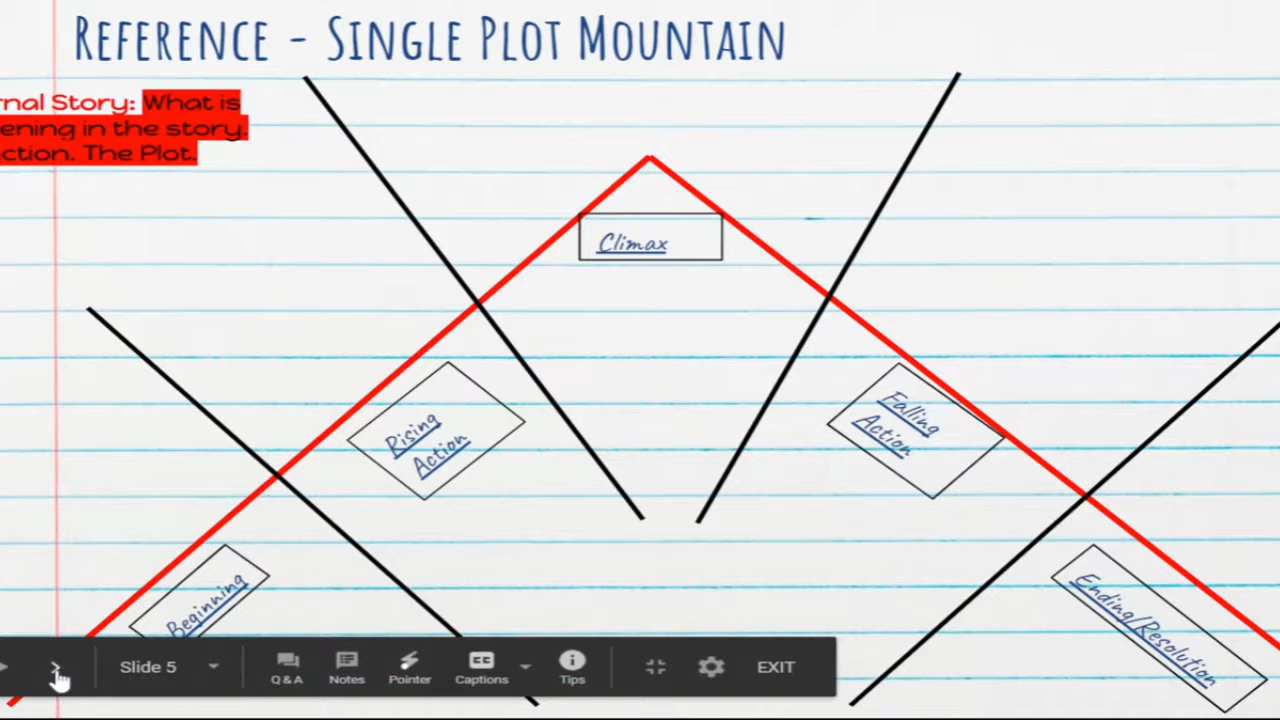 Reference - Single Plot Mountain
rnal Story: What is
ening in the story.
ction. The Plot.
Climax
Rising
Action
Falling
Action
Beginning
Ending/Resolution
Slide 5
Q & A
Notes
Pointer
CC
Captions
Tips
EXIT